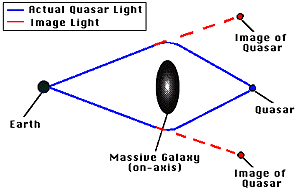 Actual Quasar Light
Image Light
Image of
Quasar
Earth
Quasar
Massive Galaxy
(on-axis)
Image of
Quasar